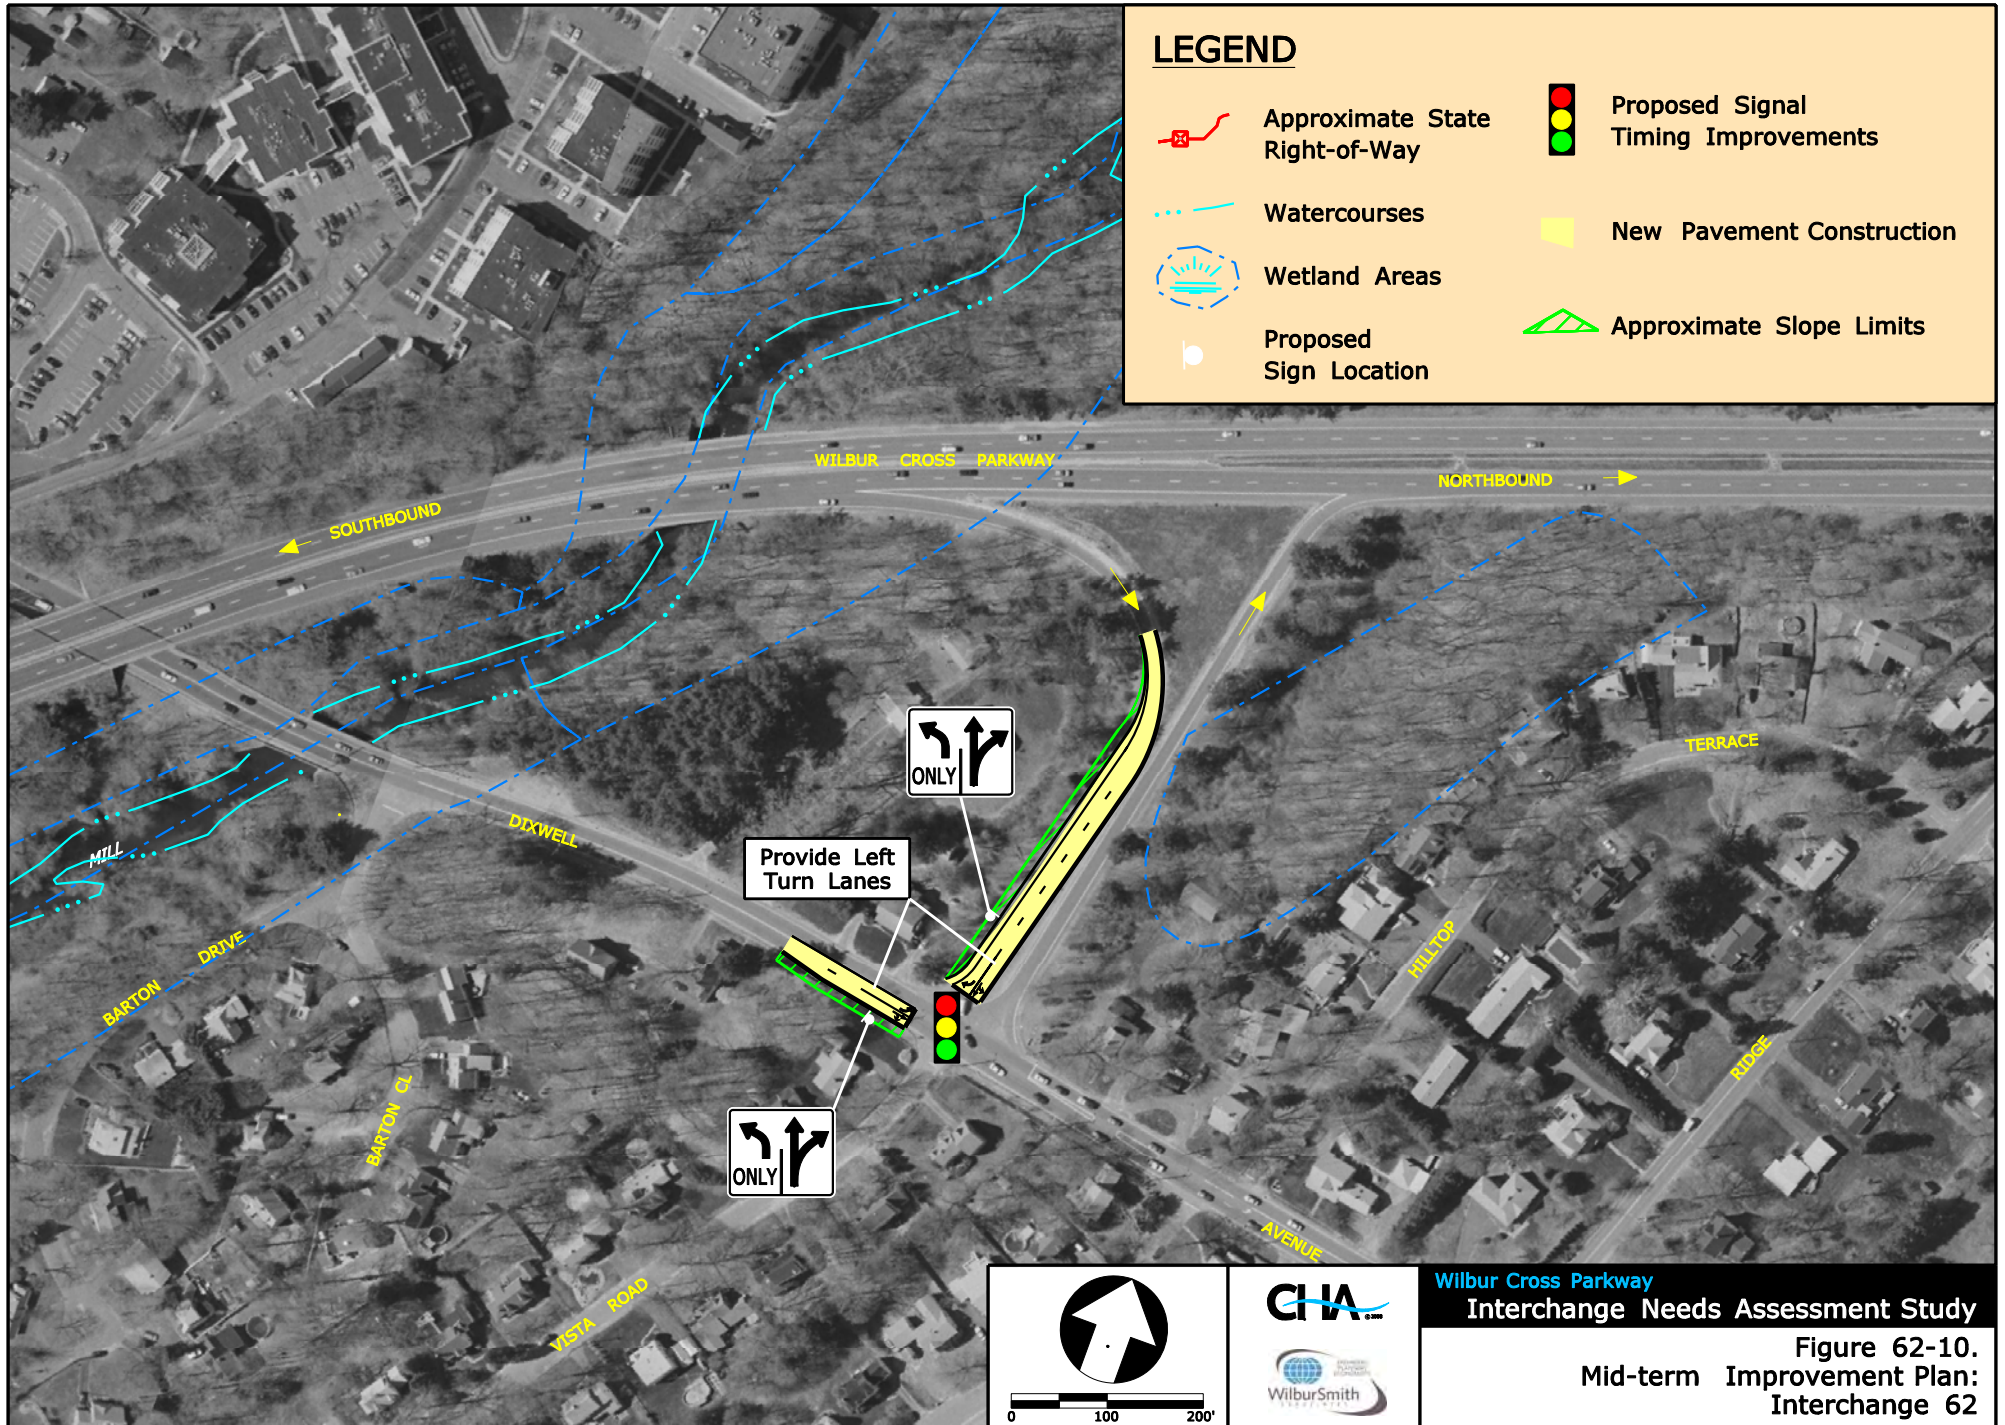 LEGEND
Approximate State
Right-of-Way
Watercourses
Wetland Areas
Proposed
Sign Location
Proposed Signal
Timing Improvements
New Pavement Construction
Approximate Slope Limits
WILBUR CROSS PARKWAY
NORTHBOUND
SOUTHBOUND
TERRACE
ONLY
DIXWELL
MILL
Provide Left
Turn Lanes
BARTON DRIVE
HILLTOP
RIDGE
BARTON CL
ONLY
AVENUE
VISTA ROAD
0 100 200'
CHA
WilburSmith
ASSOCIATES
Wilbur Cross Parkway
Interchange Needs Assessment Study
Figure 62-10.
Mid-term Improvement Plan:
Interchange 62